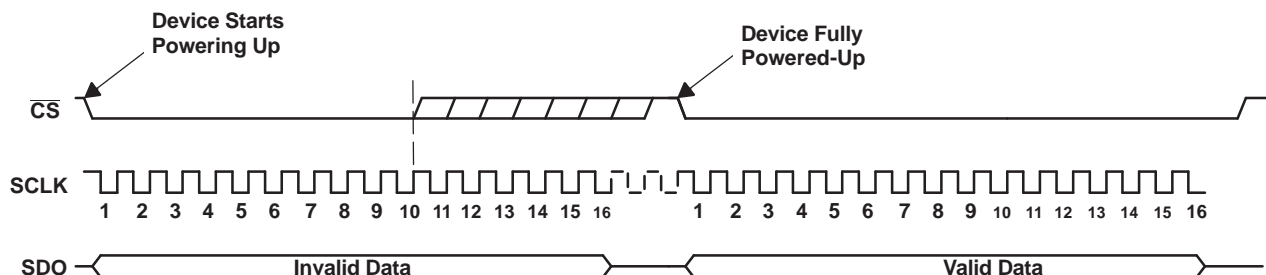 Device Starts
Powering Up
Device Fully
Powered-Up
CS
SCLK
1 2 3 4 5 6 7 8 9 10 11 12 13 14 15 16 1 2 3 4 5 6 7 8 9 10 11 12 13 14 15 16
SDO Invalid Data Valid Data